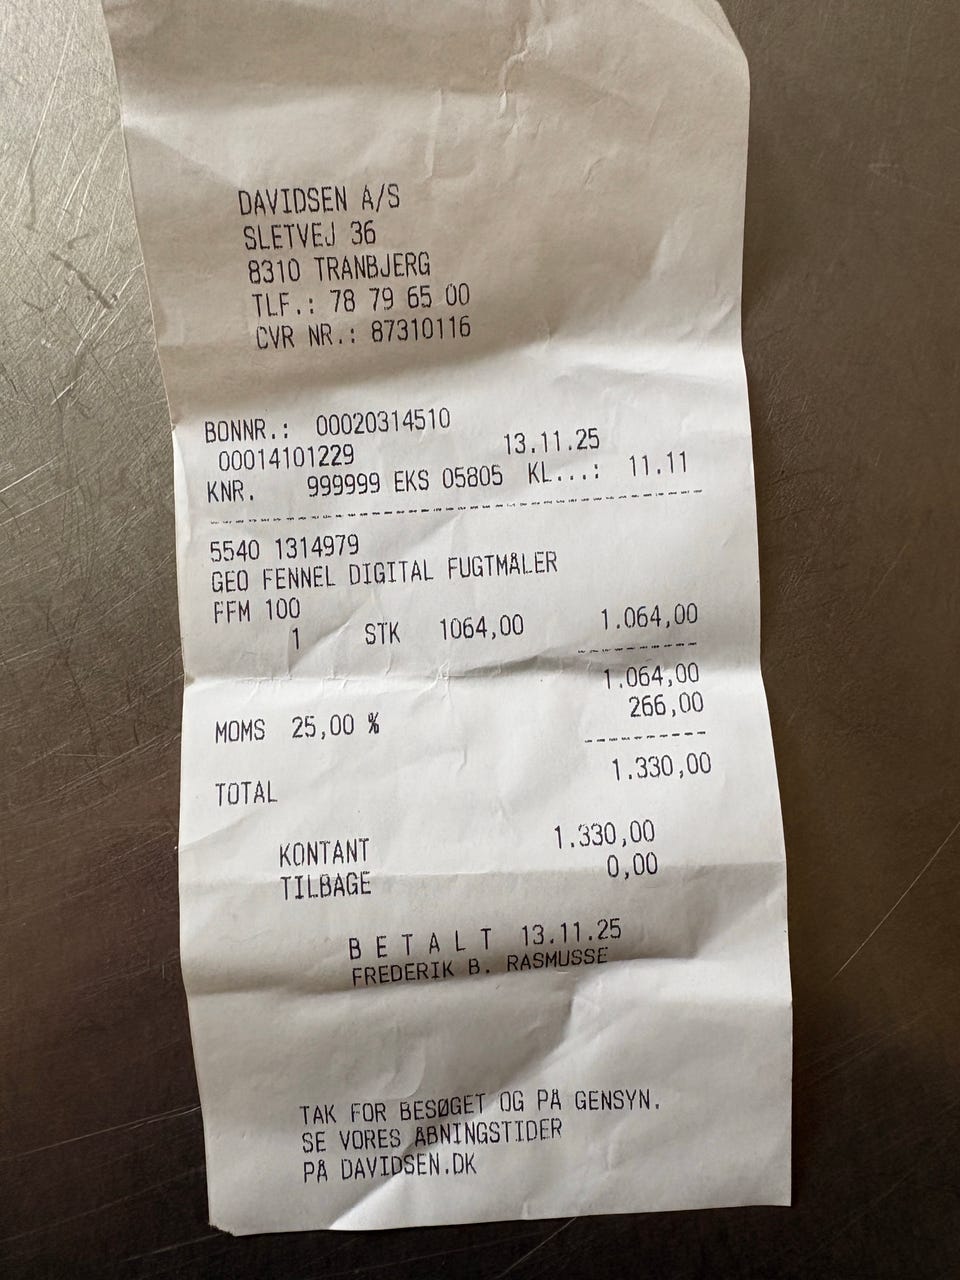 DAVIDSEN A/S
SLETVEJ 36
8310 TRANBJERG
TLF.: 78 79 65 00
CVR NR.: 87310116
BONNR.: 00020314510
00014101229 13.11.25
KNR. 999999 EKS 05805 KL...: 11.11
5540 1314979
GEO FENNEL DIGITAL FUGTMÅLER
FFM 100
1 STK 1064,00 1.064,00
1.064,00
MOMS 25,00 % 266,00
TOTAL 1.330,00
KONTANT 1.330,00
TILBAGE 0,00
B E T A L T 13.11.25
FREDERIK B. RASMUSSE
TAK FOR BESØGET OG PÅ GENSYN.
SE VORES ÅBNINGSTIDER
PÅ DAVIDSEN.DK